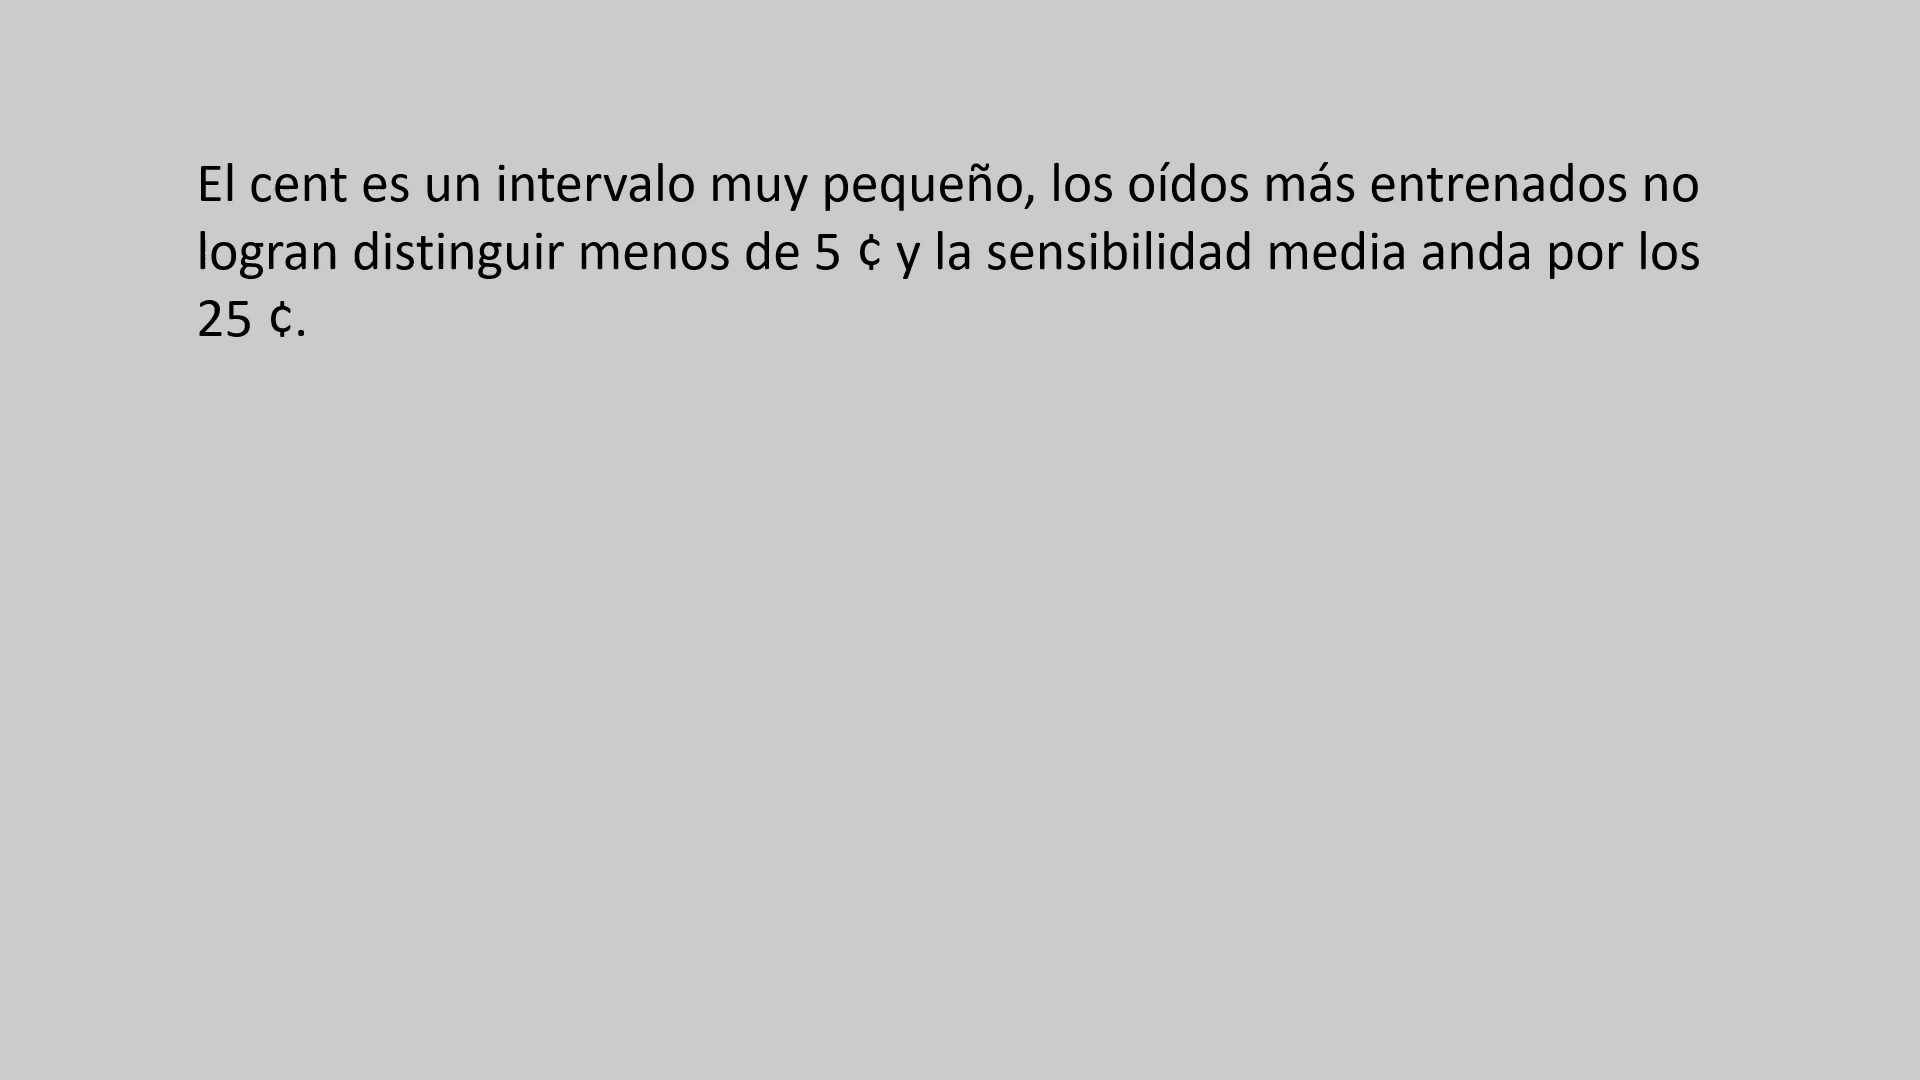 El cent es un intervalo muy pequeño, los oídos más entrenados no
logran distinguir menos de 5 ¢ y la sensibilidad media anda por los
25 ¢.